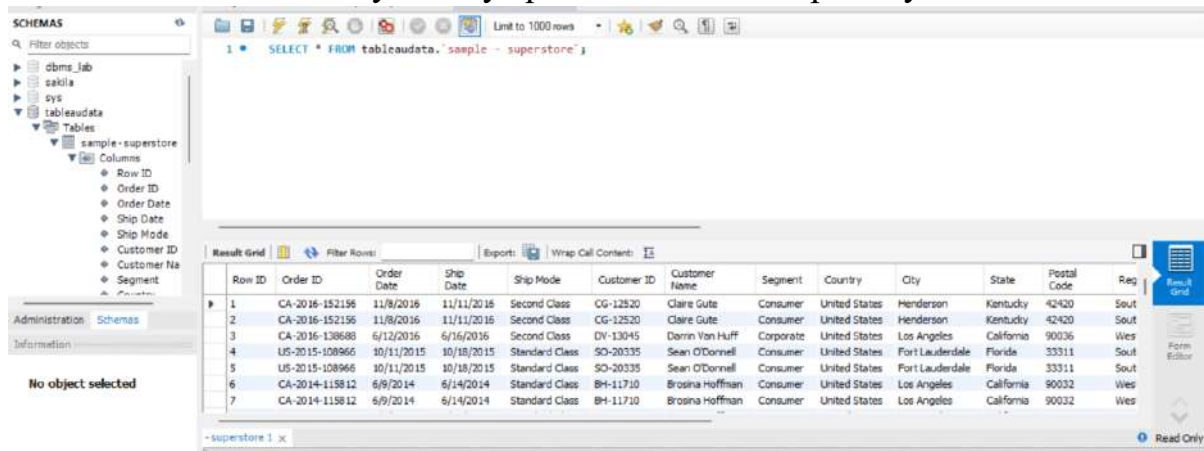 SCHEMAS
Filter objects
dbms_lab
sakila
sys
tableaudata
Tables
sample-superstore
Columns
Row ID
Order ID
Order Date
Ship Date
Ship Mode
Customer ID
Customer Na
Segment
Country
Administration Schemas
Information
No object selected
Limit to 1000 rows
1 SELECT * FROM tableaudata.`sample - superstore`;
Result Grid Filter Rows: Export: Wrap Cell Content:
Row ID Order ID Order Date Ship Date Ship Mode Customer ID Customer Name Segment Country City State Postal Code Reg
1 CA-2016-152156 11/8/2016 11/11/2016 Second Class CG-12520 Claire Gute Consumer United States Henderson Kentucky 42420 Sout
2 CA-2016-152156 11/8/2016 11/11/2016 Second Class CG-12520 Claire Gute Consumer United States Henderson Kentucky 42420 Sout
3 CA-2016-138688 6/12/2016 6/16/2016 Second Class DV-13045 Darrin Van Huff Corporate United States Los Angeles California 90036 Wes
4 US-2015-108966 10/11/2015 10/18/2015 Standard Class SO-20335 Sean O'Donnell Consumer United States Fort Lauderdale Florida 33311 Sout
5 US-2015-108966 10/11/2015 10/18/2015 Standard Class SO-20335 Sean O'Donnell Consumer United States Fort Lauderdale Florida 33311 Sout
6 CA-2014-115812 6/9/2014 6/14/2014 Standard Class BH-11710 Brosina Hoffman Consumer United States Los Angeles California 90032 Wes
7 CA-2014-115812 6/9/2014 6/14/2014 Standard Class BH-11710 Brosina Hoffman Consumer United States Los Angeles California 90032 Wes
Result Grid
Form Editor
- superstore 1 x
Read Only